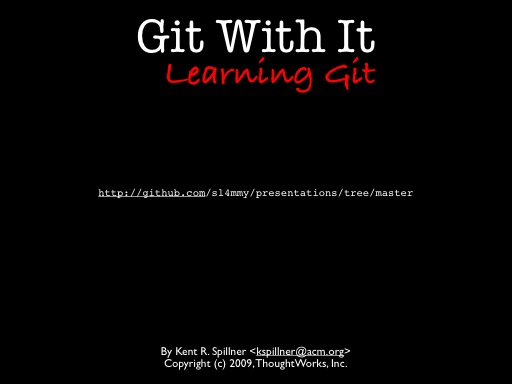 Git With It
Learning Git
http://github.com/sl4mmy/presentations/tree/master
By Kent R. Spillner <kspillner@acm.org>
Copyright (c) 2009, ThoughtWorks, Inc.